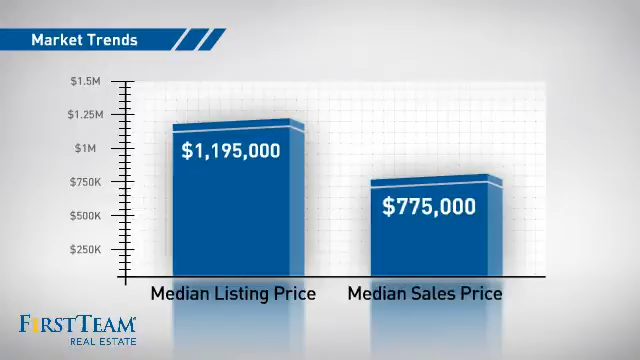 Market Trends
$1.5M
$1.25M
$1M
$750K
$500K
$250K
$1,195,000
$775,000
Median Listing Price
Median Sales Price
FIRSTTEAM®
REAL ESTATE